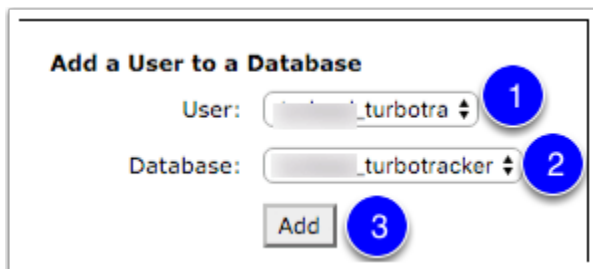 Add a User to a Database
User: _turbotra 1
Database: _turbotracker 2
Add 3